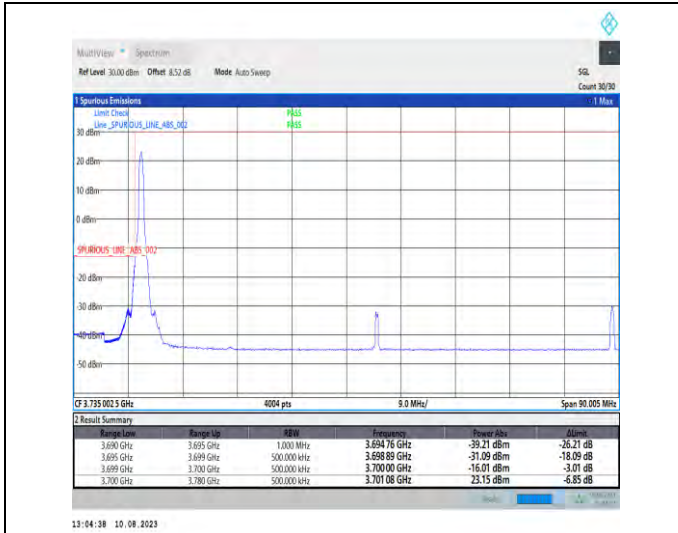 MultiView Spectrum
Ref Level 30.00 dBm Offset 8.52 dB Mode Auto Sweep SGL
Count 30/30
1 Spurious Emissions 1 Max
Limit Check PASS
Line _SPURIOUS_LINE_ABS_002 PASS
30 dBm
20 dBm
10 dBm
0 dBm
SPURIOUS_LINE_ABS_002
-20 dBm
-30 dBm
-40 dBm
-50 dBm
CF 3.735 002 5 GHz 4004 pts 9.0 MHz/ Span 90.005 MHz
2 Result Summary
Range Low Range Up RBW Frequency Power Abs ΔLimit
3.690 GHz 3.695 GHz 1.000 MHz 3.694 76 GHz -39.21 dBm -26.21 dB
3.695 GHz 3.699 GHz 500.000 kHz 3.698 89 GHz -31.09 dBm -18.09 dB
3.699 GHz 3.700 GHz 500.000 kHz 3.700 00 GHz -16.01 dBm -3.01 dB
3.700 GHz 3.780 GHz 500.000 kHz 3.701 08 GHz 23.15 dBm -6.85 dB
13:04:38 10.08.2023